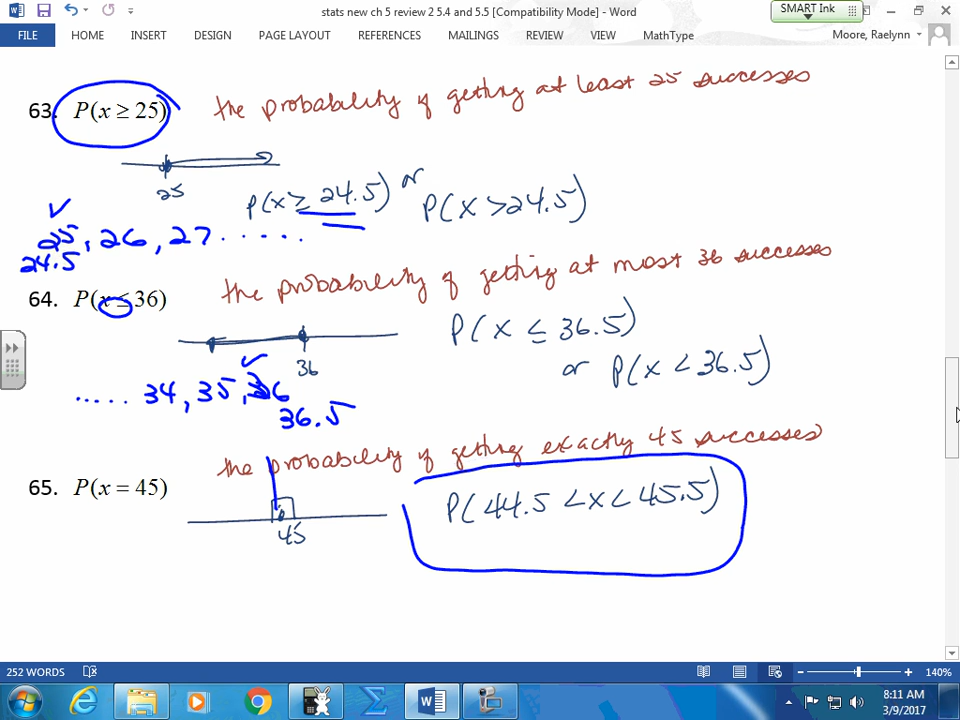 stats new ch 5 review 2 5.4 and 5.5 [Compatibility Mode] - Word
SMART Ink
FILE HOME INSERT DESIGN PAGE LAYOUT REFERENCES MAILINGS REVIEW VIEW MathType Moore, Raelynn
63. P(x ≥ 25) the probability of getting at least 25 successes
25
P(x ≥ 24.5) or P(x > 24.5)
25, 26, 27 .....
24.5
64. P(x ≤ 36) the probability of getting at most 36 successes
P(x ≤ 36.5)
36
or P(x < 36.5)
..... 34, 35, 36
36.5
the probability of getting exactly 45 successes
65. P(x = 45)
P(44.5 < x < 45.5)
45
252 WORDS 140%
8:11 AM
3/9/2017